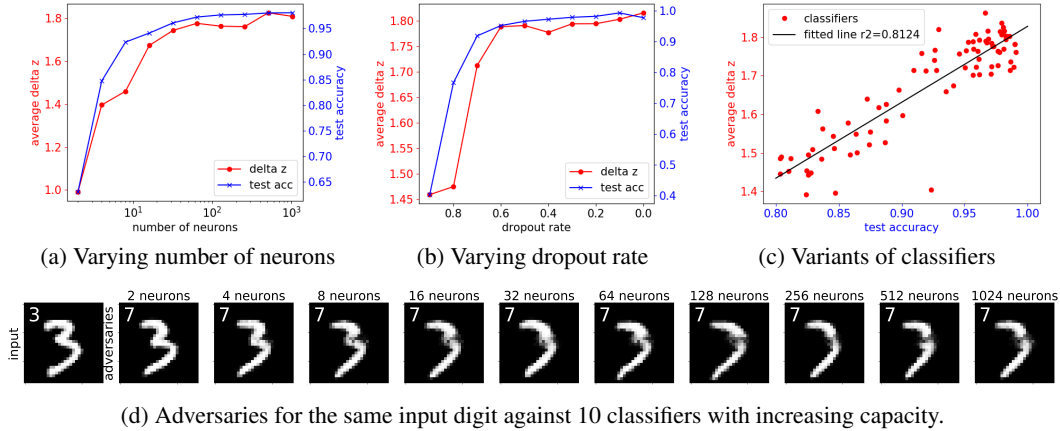 1.8
1.6
1.4
1.2
1.0
average delta z
0.95
0.90
0.85
0.80
0.75
0.70
0.65
test accuracy
delta z
test acc
10¹ 10² 10³
number of neurons
(a) Varying number of neurons
1.80
1.75
1.70
1.65
1.60
1.55
1.50
1.45
average delta z
1.0
0.9
0.8
0.7
0.6
0.5
0.4
test accuracy
delta z
test acc
0.8 0.6 0.4 0.2 0.0
dropout rate
(b) Varying dropout rate
classifiers
fitted line r2=0.8124
1.8
1.7
1.6
1.5
1.4
average delta z
0.80 0.85 0.90 0.95 1.00
test accuracy
(c) Variants of classifiers
2 neurons 4 neurons 8 neurons 16 neurons 32 neurons 64 neurons 128 neurons 256 neurons 512 neurons 1024 neurons
input
3
3
adversaries
7 7 7 7 7 7 7 7 7 7
(d) Adversaries for the same input digit against 10 classifiers with increasing capacity.